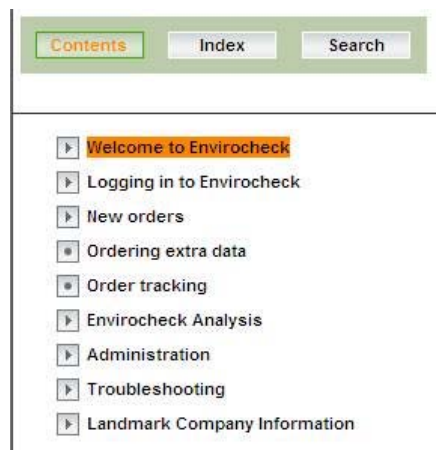 Contents Index Search
Welcome to Envirocheck
Logging in to Envirocheck
New orders
Ordering extra data
Order tracking
Envirocheck Analysis
Administration
Troubleshooting
Landmark Company Information